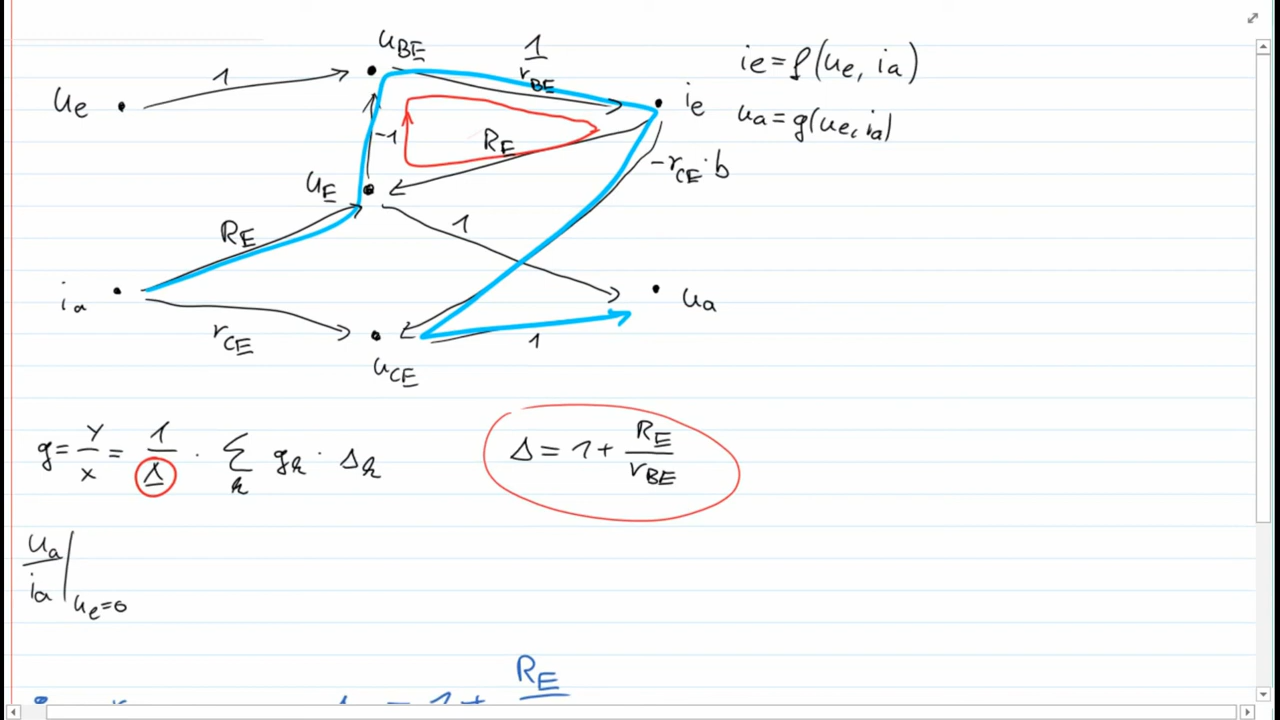 u_BE
1/r_BE
i_e = f(u_e, i_a)
1
u_e
i_e
u_a = g(u_e, i_a)
-1
R_E
-r_CE · b
u_E
1
R_E
i_a
u_a
r_CE
1
u_CE
g = y/x = 1/Δ · Σ_k g_k · Δ_k
Δ = 1 + R_E/r_BE
u_a/i_a |_u_e=0
R_E